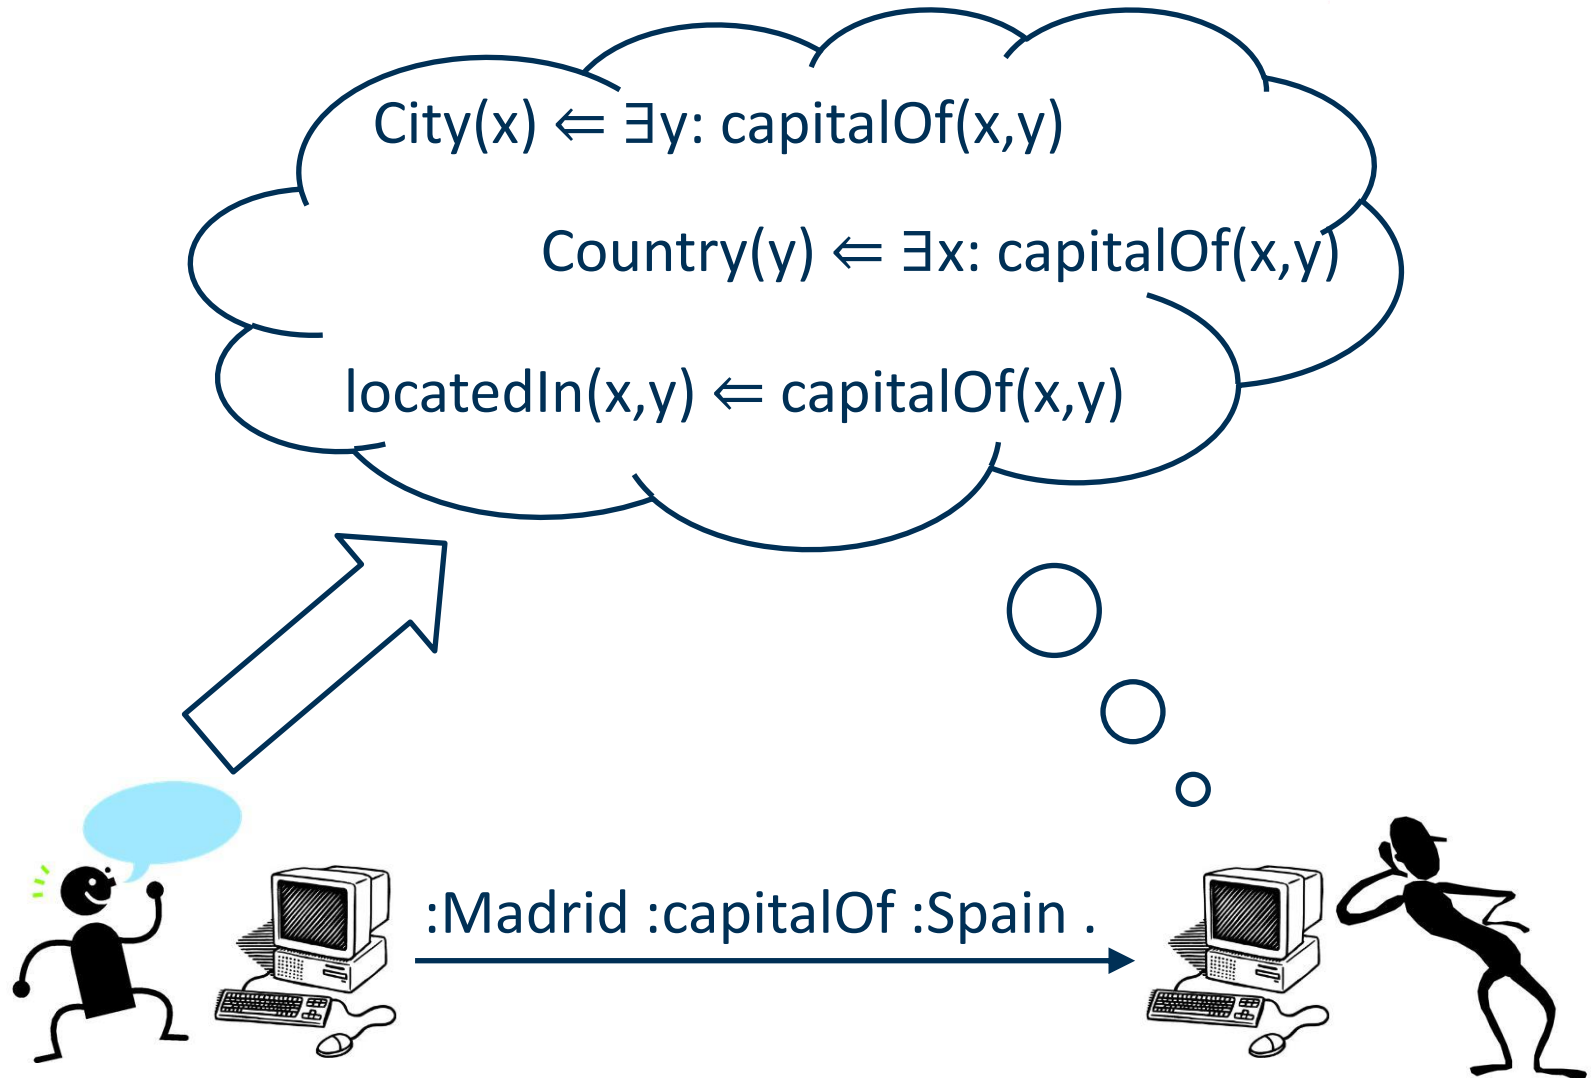 City(x) ⇐ ∃y: capitalOf(x,y)
Country(y) ⇐ ∃x: capitalOf(x,y)
locatedIn(x,y) ⇐ capitalOf(x,y)
:Madrid :capitalOf :Spain .